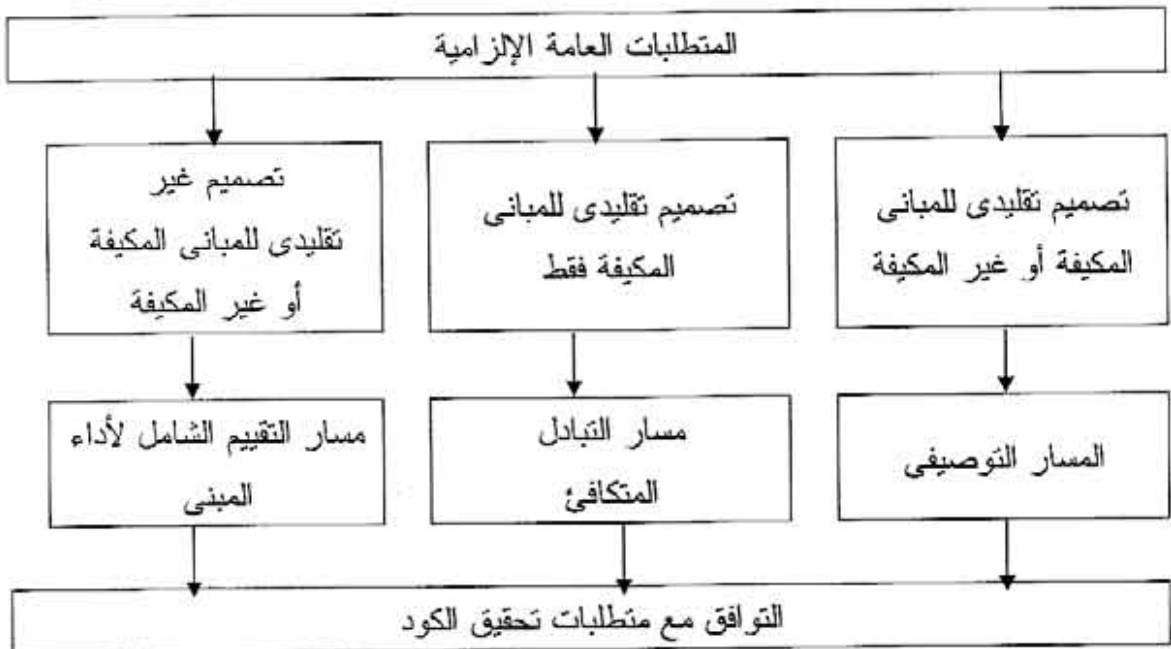 المتطلبات العامة الإلزامية
تصميم تقليدى للمبانى
المكيفة أو غير المكيفة
تصميم تقليدى للمبانى
المكيفة فقط
تصميم غير
تقليدى للمبانى المكيفة
أو غير المكيفة
المسار التوصيفى
مسار التبادل
المتكافئ
مسار التقييم الشامل لأداء
المبنى
التوافق مع متطلبات تحقيق الكود